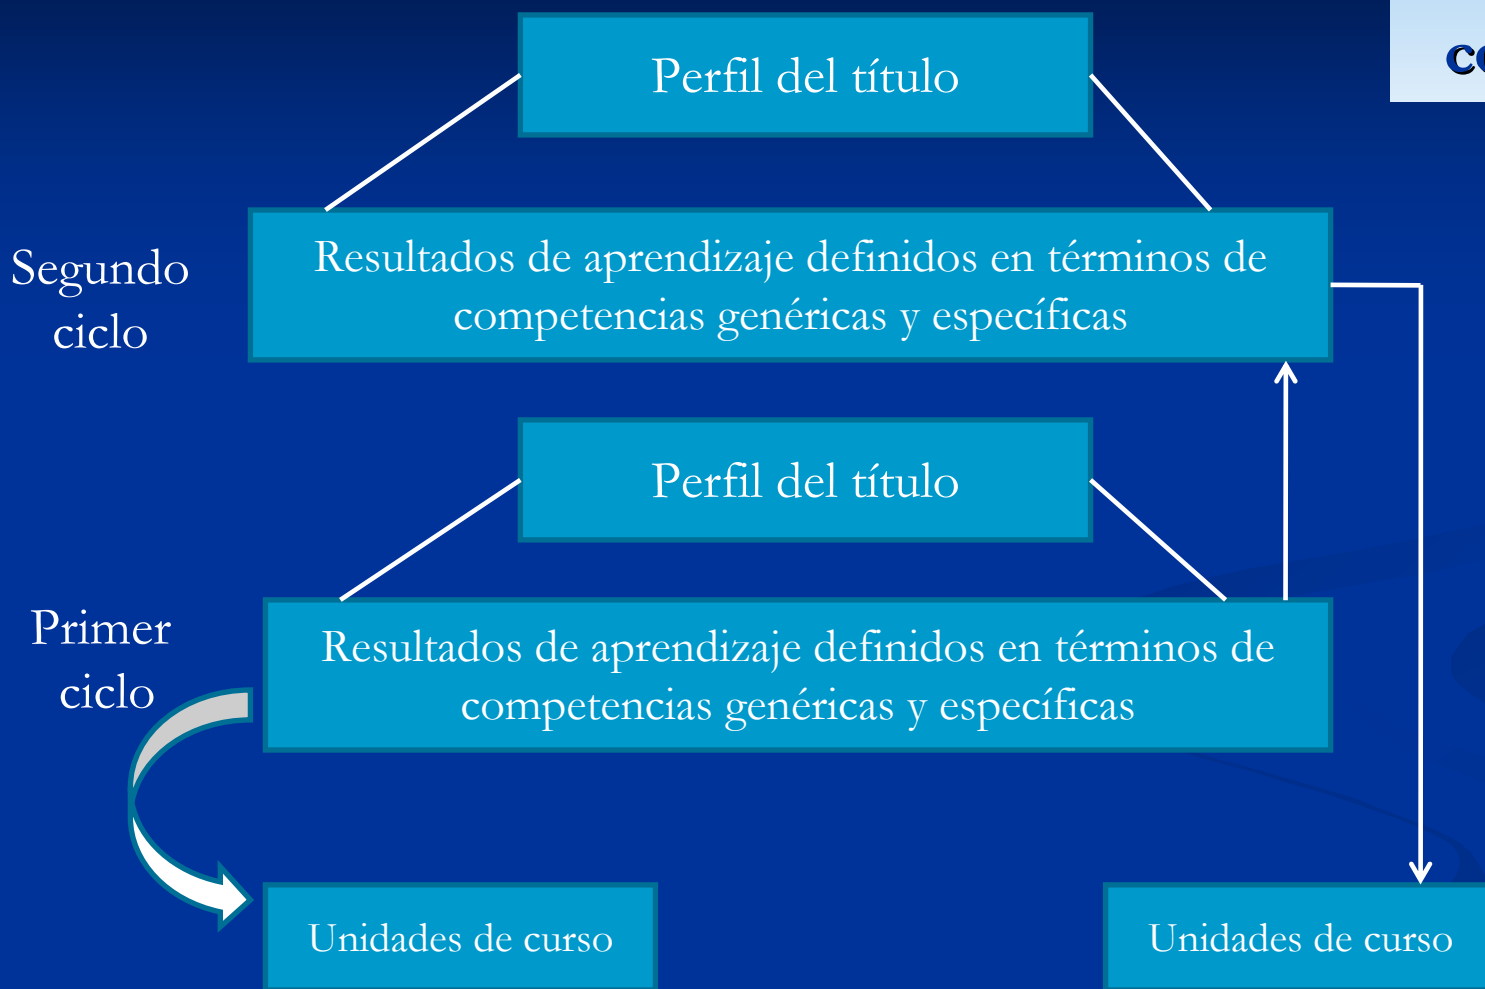 Perfil del título
Segundo
ciclo
Resultados de aprendizaje definidos en términos de
competencias genéricas y específicas
Perfil del título
Primer
ciclo
Resultados de aprendizaje definidos en términos de
competencias genéricas y específicas
Unidades de curso
Unidades de curso